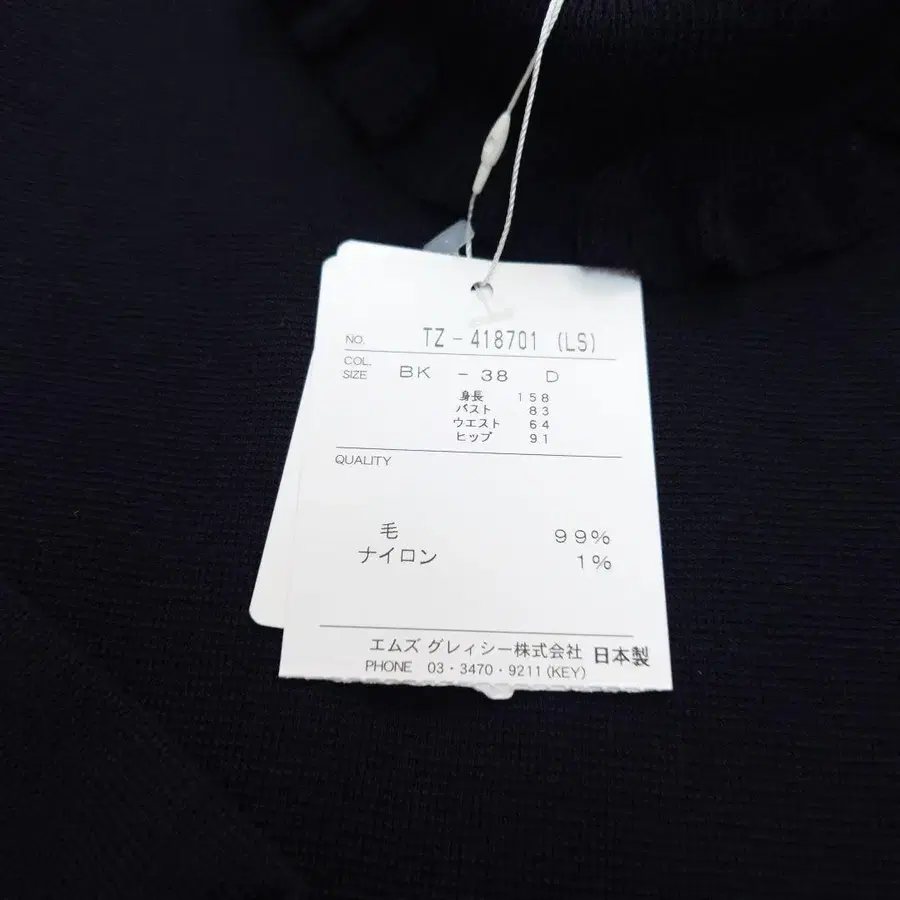 NO. TZ-418701 (LS)
COL.
SIZE BK - 38 D
身長 158
バスト 83
ウエスト 64
ヒップ 91
QUALITY
毛 99%
ナイロン 1%
エムズ グレィシー株式会社 日本製
PHONE 03・3470・9211(KEY)